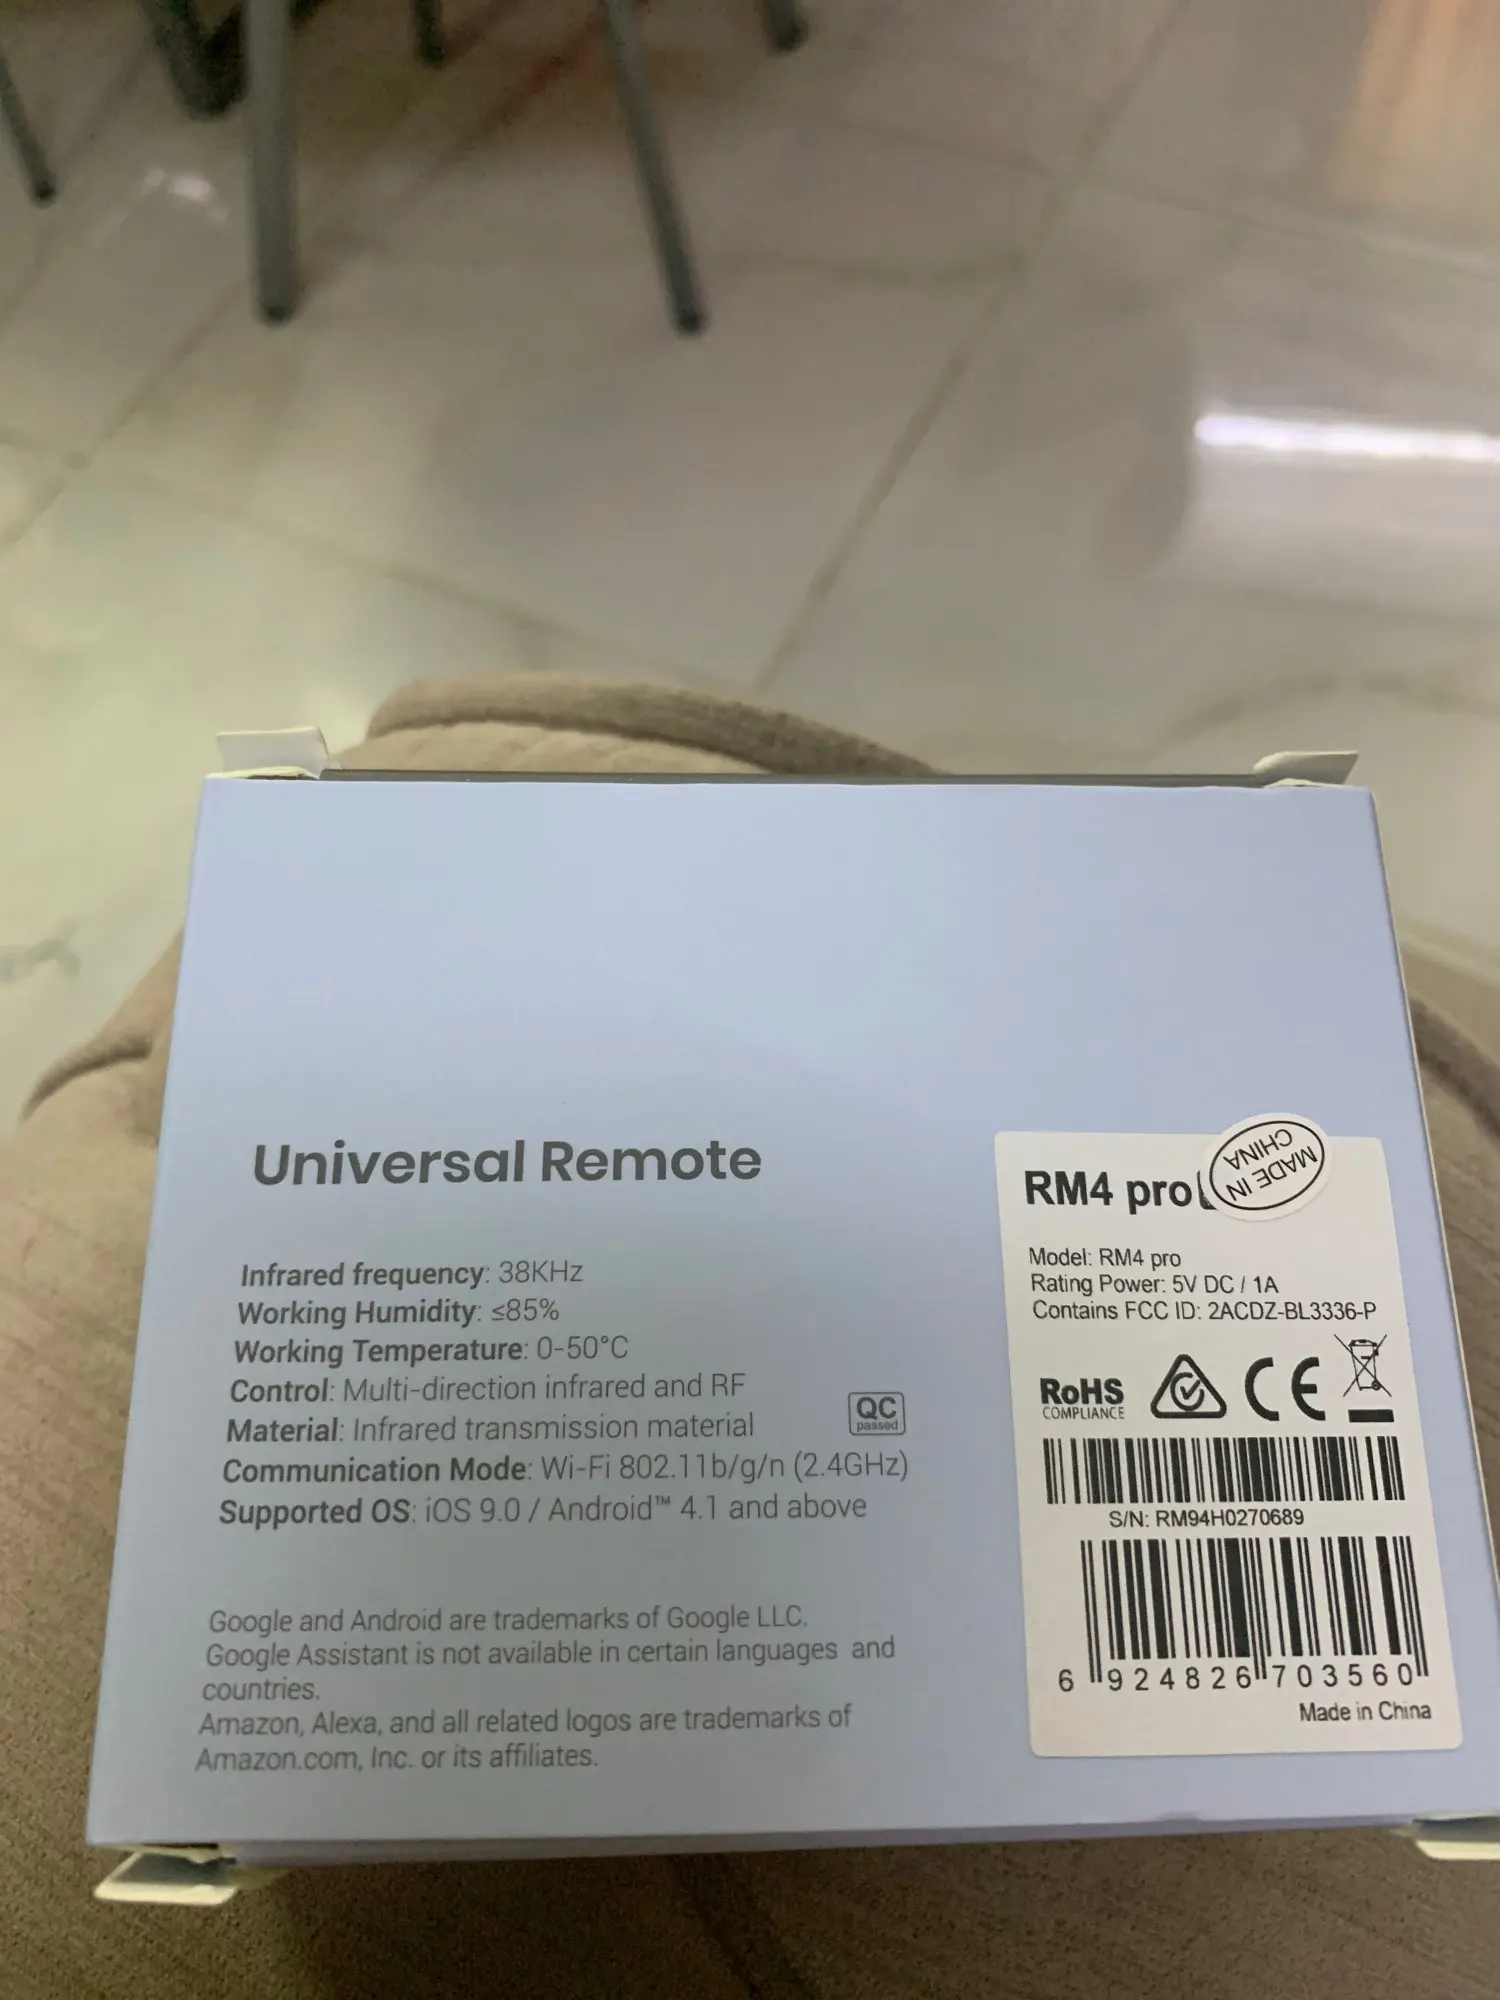 Universal Remote
Infrared frequency: 38KHz
Working Humidity: ≤85%
Working Temperature: 0-50°C
Control: Multi-direction infrared and RF
Material: Infrared transmission material
Communication Mode: Wi-Fi 802.11b/g/n (2.4GHz)
Supported OS: iOS 9.0 / Android™ 4.1 and above
QC
passed
Google and Android are trademarks of Google LLC.
Google Assistant is not available in certain languages and
countries.
Amazon, Alexa, and all related logos are trademarks of
Amazon.com, Inc. or its affiliates.
RM4 pro
MADE IN
CHINA
Model: RM4 pro
Rating Power: 5V DC / 1A
Contains FCC ID: 2ACDZ-BL3336-P
RoHS
COMPLIANCE
CE
S/N: RM94H0270689
6 924826 703560
Made in China